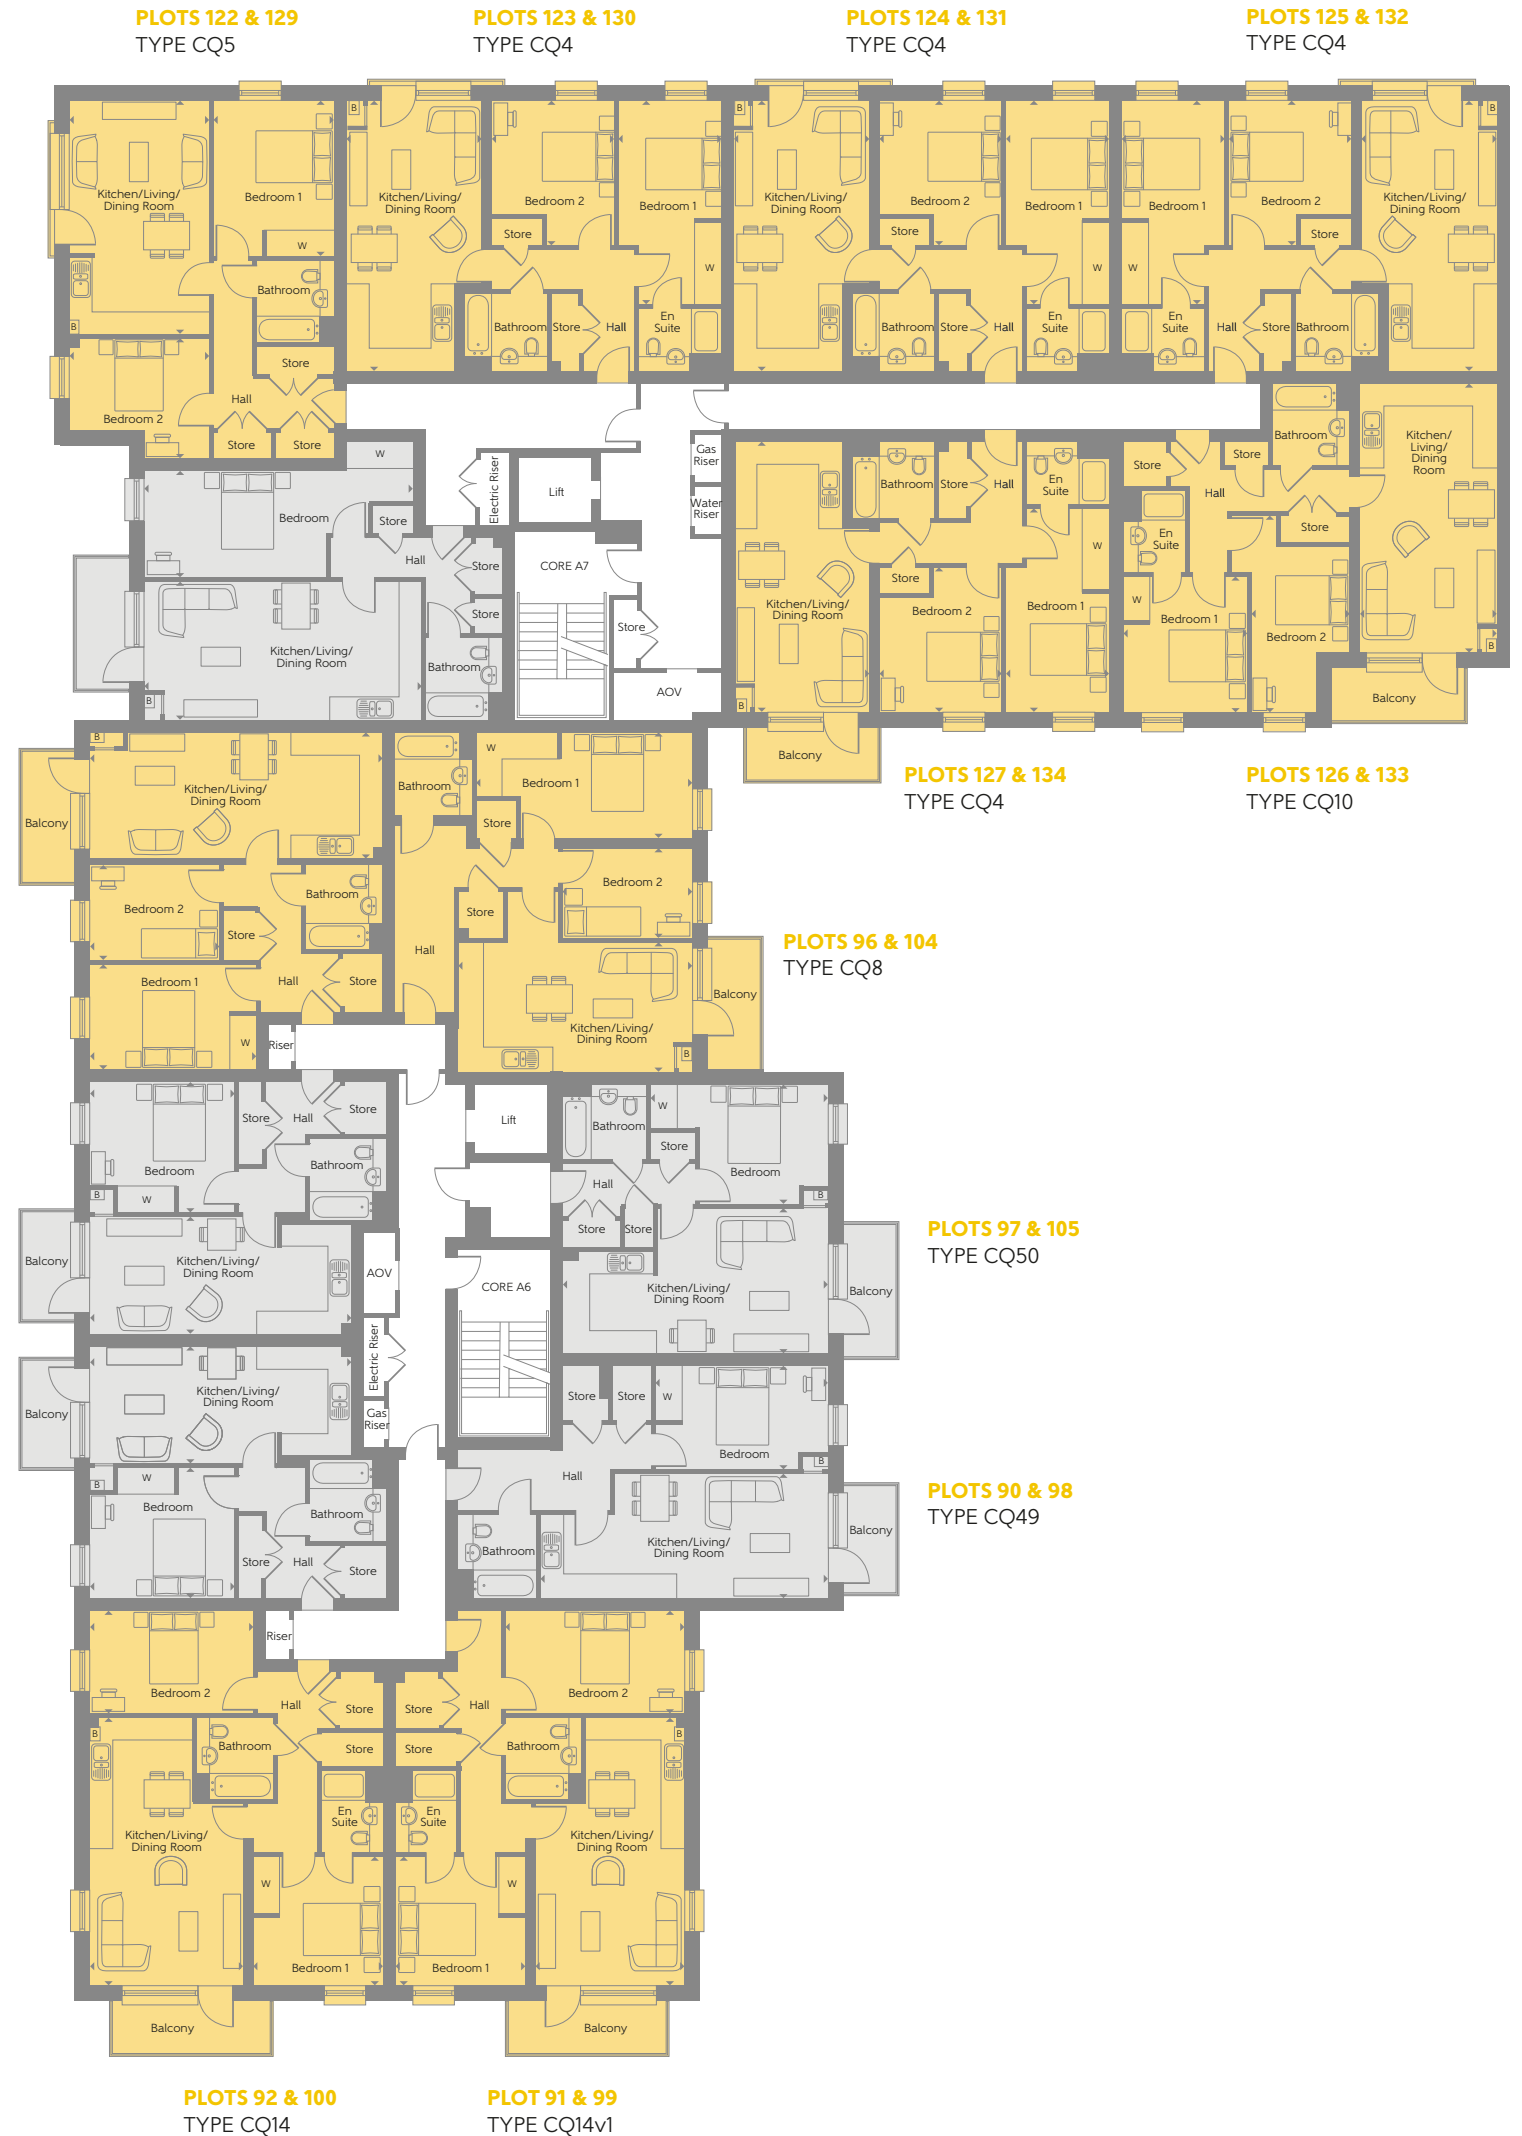 PLOTS 122 & 129
TYPE CQ5
PLOTS 123 & 130
TYPE CQ4
PLOTS 124 & 131
TYPE CQ4
PLOTS 125 & 132
TYPE CQ4
Kitchen/Living/
Dining Room
Bedroom 1
W
Bathroom
B
Store
Hall
Bedroom 2
Store
Store
B
Kitchen/Living/
Dining Room
Bedroom 2
Bedroom 1
Store
W
Bathroom
Store
Hall
En
Suite
B
Kitchen/Living/
Dining Room
Bedroom 2
Bedroom 1
Store
W
Bathroom
Store
Hall
En
Suite
Bedroom 1
Bedroom 2
B
Kitchen/Living/
Dining Room
W
Store
En
Suite
Hall
Store
Bathroom
W
Bedroom
Store
Hall
Store
Store
Kitchen/Living/
Dining Room
Bathroom
B
Electric Riser
Lift
Gas
Riser
Water
Riser
CORE A7
Store
AOV
Bathroom
Store
Hall
En
Suite
W
Store
Kitchen/Living/
Dining Room
Bedroom 2
Bedroom 1
B
Balcony
Store
Store
Bathroom
Kitchen/
Living/
Dining
Room
Hall
Store
En
Suite
W
Bedroom 1
Bedroom 2
B
Balcony
PLOTS 127 & 134
TYPE CQ4
PLOTS 126 & 133
TYPE CQ10
B
Kitchen/Living/
Dining Room
Balcony
Bedroom 2
Bathroom
Store
Bedroom 1
Hall
Store
W
Riser
Bathroom
W
Bedroom 1
Store
Bedroom 2
Store
Hall
Kitchen/Living/
Dining Room
Balcony
B
PLOTS 96 & 104
TYPE CQ8
Store
Hall
Store
Bedroom
Bathroom
B
W
Kitchen/Living/
Dining Room
Balcony
AOV
Lift
CORE A6
Electric Riser
Gas
Riser
Bathroom
W
Store
Bedroom
Hall
B
Store
Store
Kitchen/Living/
Dining Room
Balcony
PLOTS 97 & 105
TYPE CQ50
Kitchen/Living/
Dining Room
Balcony
B
W
Bedroom
Bathroom
Store
Hall
Store
Store
Store
W
Bedroom
B
Hall
Kitchen/Living/
Dining Room
Bathroom
Balcony
PLOTS 90 & 98
TYPE CQ49
Riser
Bedroom 2
Hall
Store
B
Bathroom
Store
Kitchen/Living/
Dining Room
En
Suite
W
Bedroom 1
Balcony
Store
Hall
Bedroom 2
Store
Bathroom
B
En
Suite
Kitchen/Living/
Dining Room
W
Bedroom 1
Balcony
PLOTS 92 & 100
TYPE CQ14
PLOT 91 & 99
TYPE CQ14v1